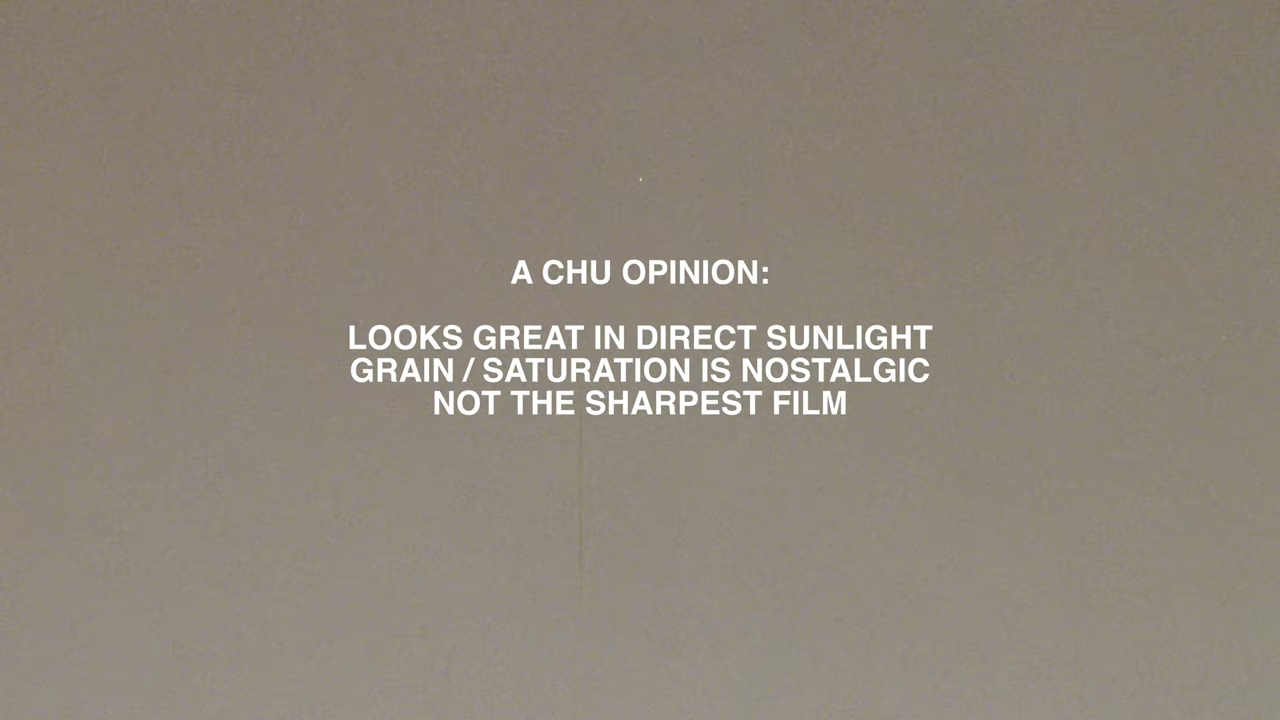 A CHU OPINION:
LOOKS GREAT IN DIRECT SUNLIGHT
GRAIN / SATURATION IS NOSTALGIC
NOT THE SHARPEST FILM